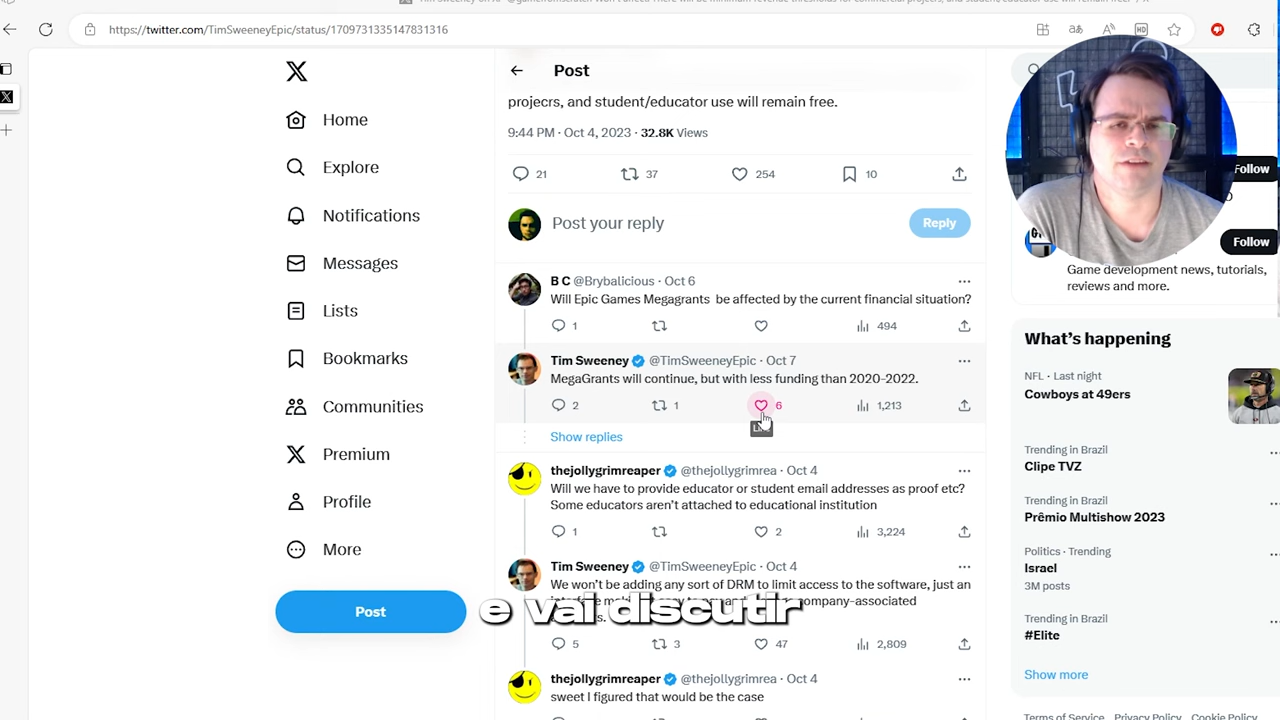 https://twitter.com/TimSweeneyEpic/status/1709731335147831316
Home
Explore
Notifications
Messages
Lists
Bookmarks
Communities
Premium
Profile
More
Post
Post
projecrs, and student/educator use will remain free.
9:44 PM · Oct 4, 2023 · 32.8K Views
21 37 254 10
Post your reply
Reply
B C @Brybalicious · Oct 6
Will Epic Games Megagrants be affected by the current financial situation?
1 494
Tim Sweeney @TimSweeneyEpic · Oct 7
MegaGrants will continue, but with less funding than 2020-2022.
2 1 6 1,213
Show replies
thejollygrimreaper @thejollygrimrea · Oct 4
Will we have to provide educator or student email addresses as proof etc?
Some educators aren't attached to educational institution
1 2 3,224
Tim Sweeney @TimSweeneyEpic · Oct 4
We won't be adding any sort of DRM to limit access to the software, just an
company-associated
e vai discutir
5 3 47 2,809
thejollygrimreaper @thejollygrimrea · Oct 4
sweet I figured that would be the case
Follow
Follow
Game development news, tutorials,
reviews and more.
What's happening
NFL · Last night
Cowboys at 49ers
Trending in Brazil
Clipe TVZ
Trending in Brazil
Prêmio Multishow 2023
Politics · Trending
Israel
3M posts
Trending in Brazil
#Elite
Show more
Terms of Service Privacy Policy Cookie Policy